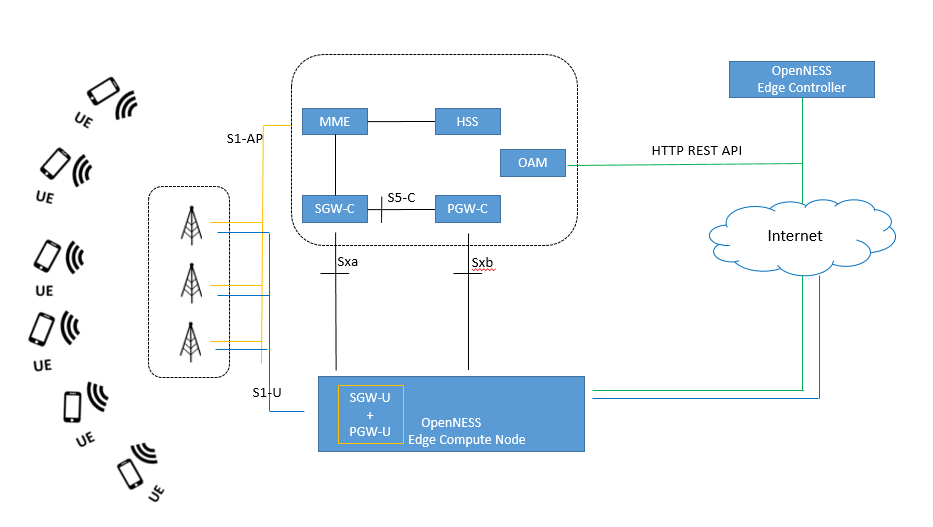 OpenNESS
Edge Controller
UE
MME
HSS
S1-AP
HTTP REST API
OAM
UE
S5-C
SGW-C
PGW-C
Internet
Sxa
Sxb
UE
UE
S1-U
SGW-U
+
PGW-U
OpenNESS
Edge Compute Node
UE
UE